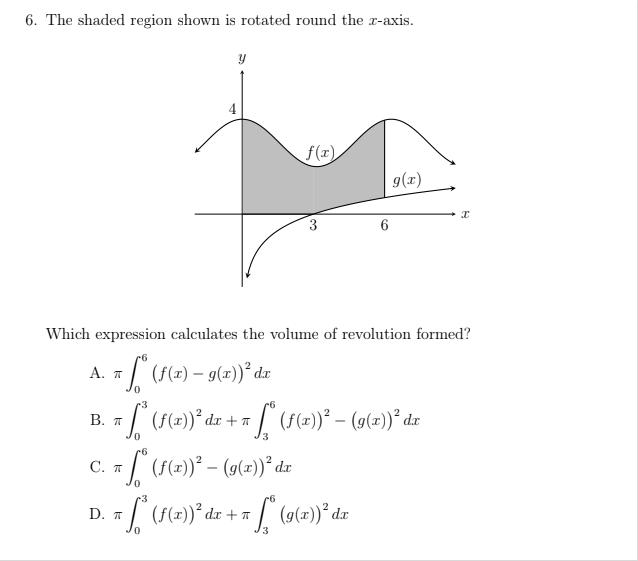 6. The shaded region shown is rotated round the x-axis.
y
4
f(x)
g(x)
x
3
6
Which expression calculates the volume of revolution formed?
A. π∫₀⁶ (f(x) − g(x))² dx
B. π∫₀³ (f(x))² dx + π∫₃⁶ (f(x))² − (g(x))² dx
C. π∫₀⁶ (f(x))² − (g(x))² dx
D. π∫₀³ (f(x))² dx + π∫₃⁶ (g(x))² dx